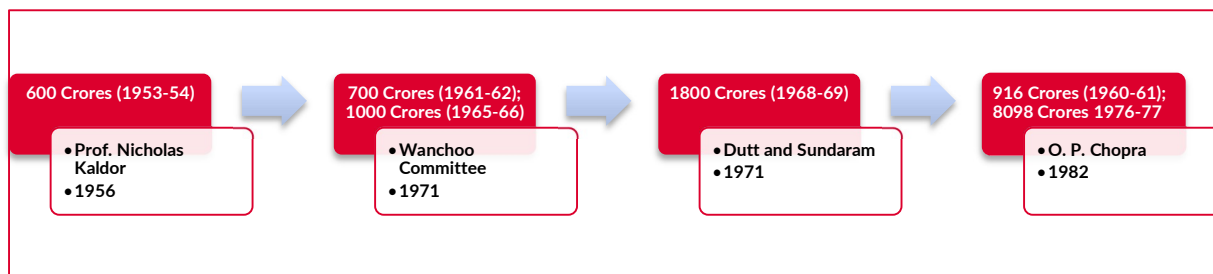 600 Crores (1953-54)
• Prof. Nicholas
Kaldor
• 1956
700 Crores (1961-62);
1000 Crores (1965-66)
• Wanchoo
Committee
• 1971
1800 Crores (1968-69)
• Dutt and Sundaram
• 1971
916 Crores (1960-61);
8098 Crores 1976-77
• O. P. Chopra
• 1982